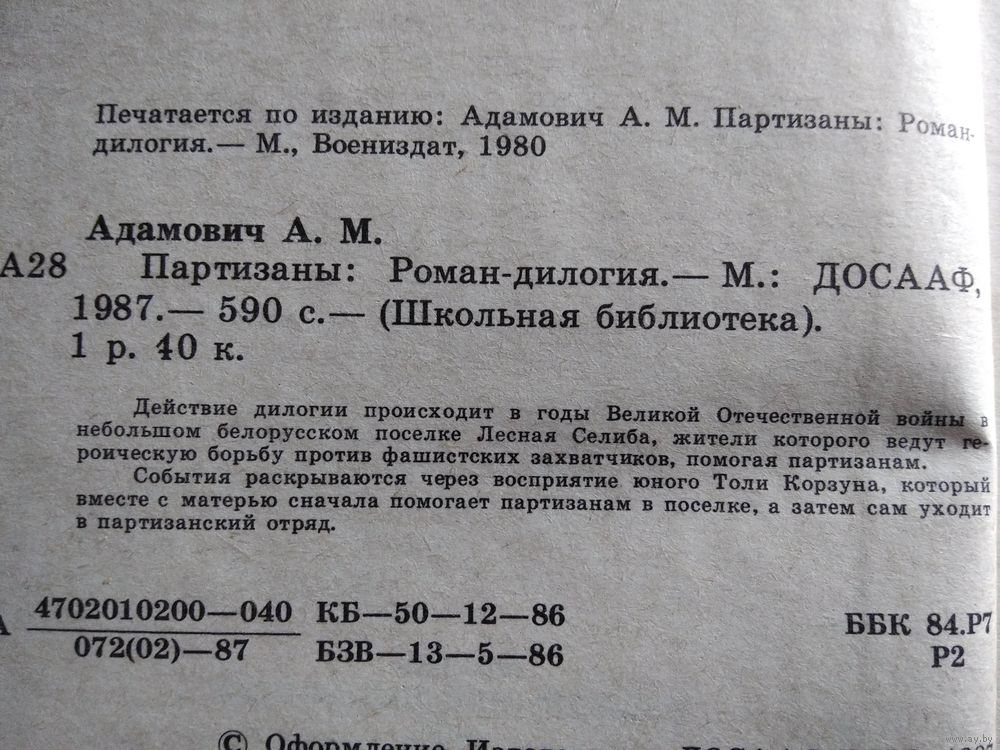 Печатается по изданию: Адамович А. М. Партизаны: Роман-
дилогия.— М., Воениздат, 1980
Адамович А. М.
А28 Партизаны: Роман-дилогия.— М.: ДОСААФ,
1987.— 590 с.— (Школьная библиотека).
1 р. 40 к.
Действие дилогии происходит в годы Великой Отечественной войны в
небольшом белорусском поселке Лесная Селиба, жители которого ведут ге-
роическую борьбу против фашистских захватчиков, помогая партизанам.
События раскрываются через восприятие юного Толи Корзуна, который
вместе с матерью сначала помогает партизанам в поселке, а затем сам уходит
в партизанский отряд.
4702010200—040 КБ—50—12—86 ББК 84.Р7
072(02)—87 БЗВ—13—5—86 Р2
© Оформление
www.ay.by